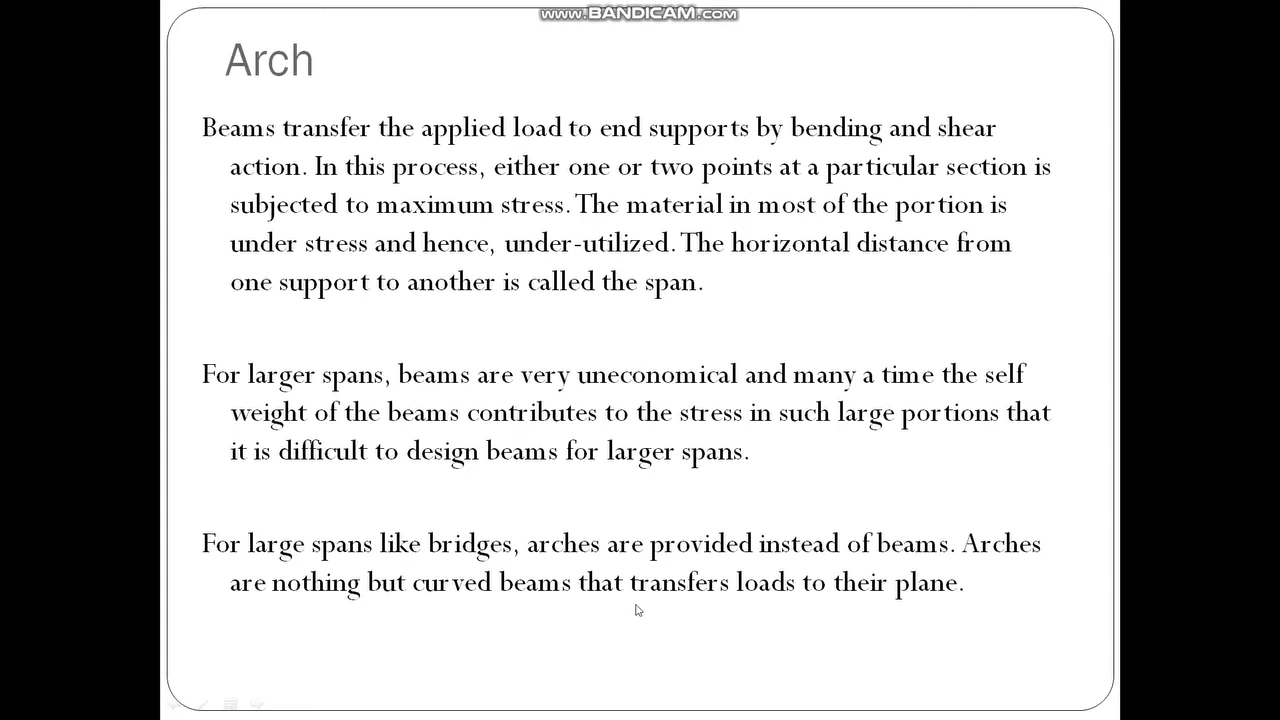 www.BANDICAM.com
Arch
Beams transfer the applied load to end supports by bending and shear
action. In this process, either one or two points at a particular section is
subjected to maximum stress. The material in most of the portion is
under stress and hence, under-utilized. The horizontal distance from
one support to another is called the span.
For larger spans, beams are very uneconomical and many a time the self
weight of the beams contributes to the stress in such large portions that
it is difficult to design beams for larger spans.
For large spans like bridges, arches are provided instead of beams. Arches
are nothing but curved beams that transfers loads to their plane.